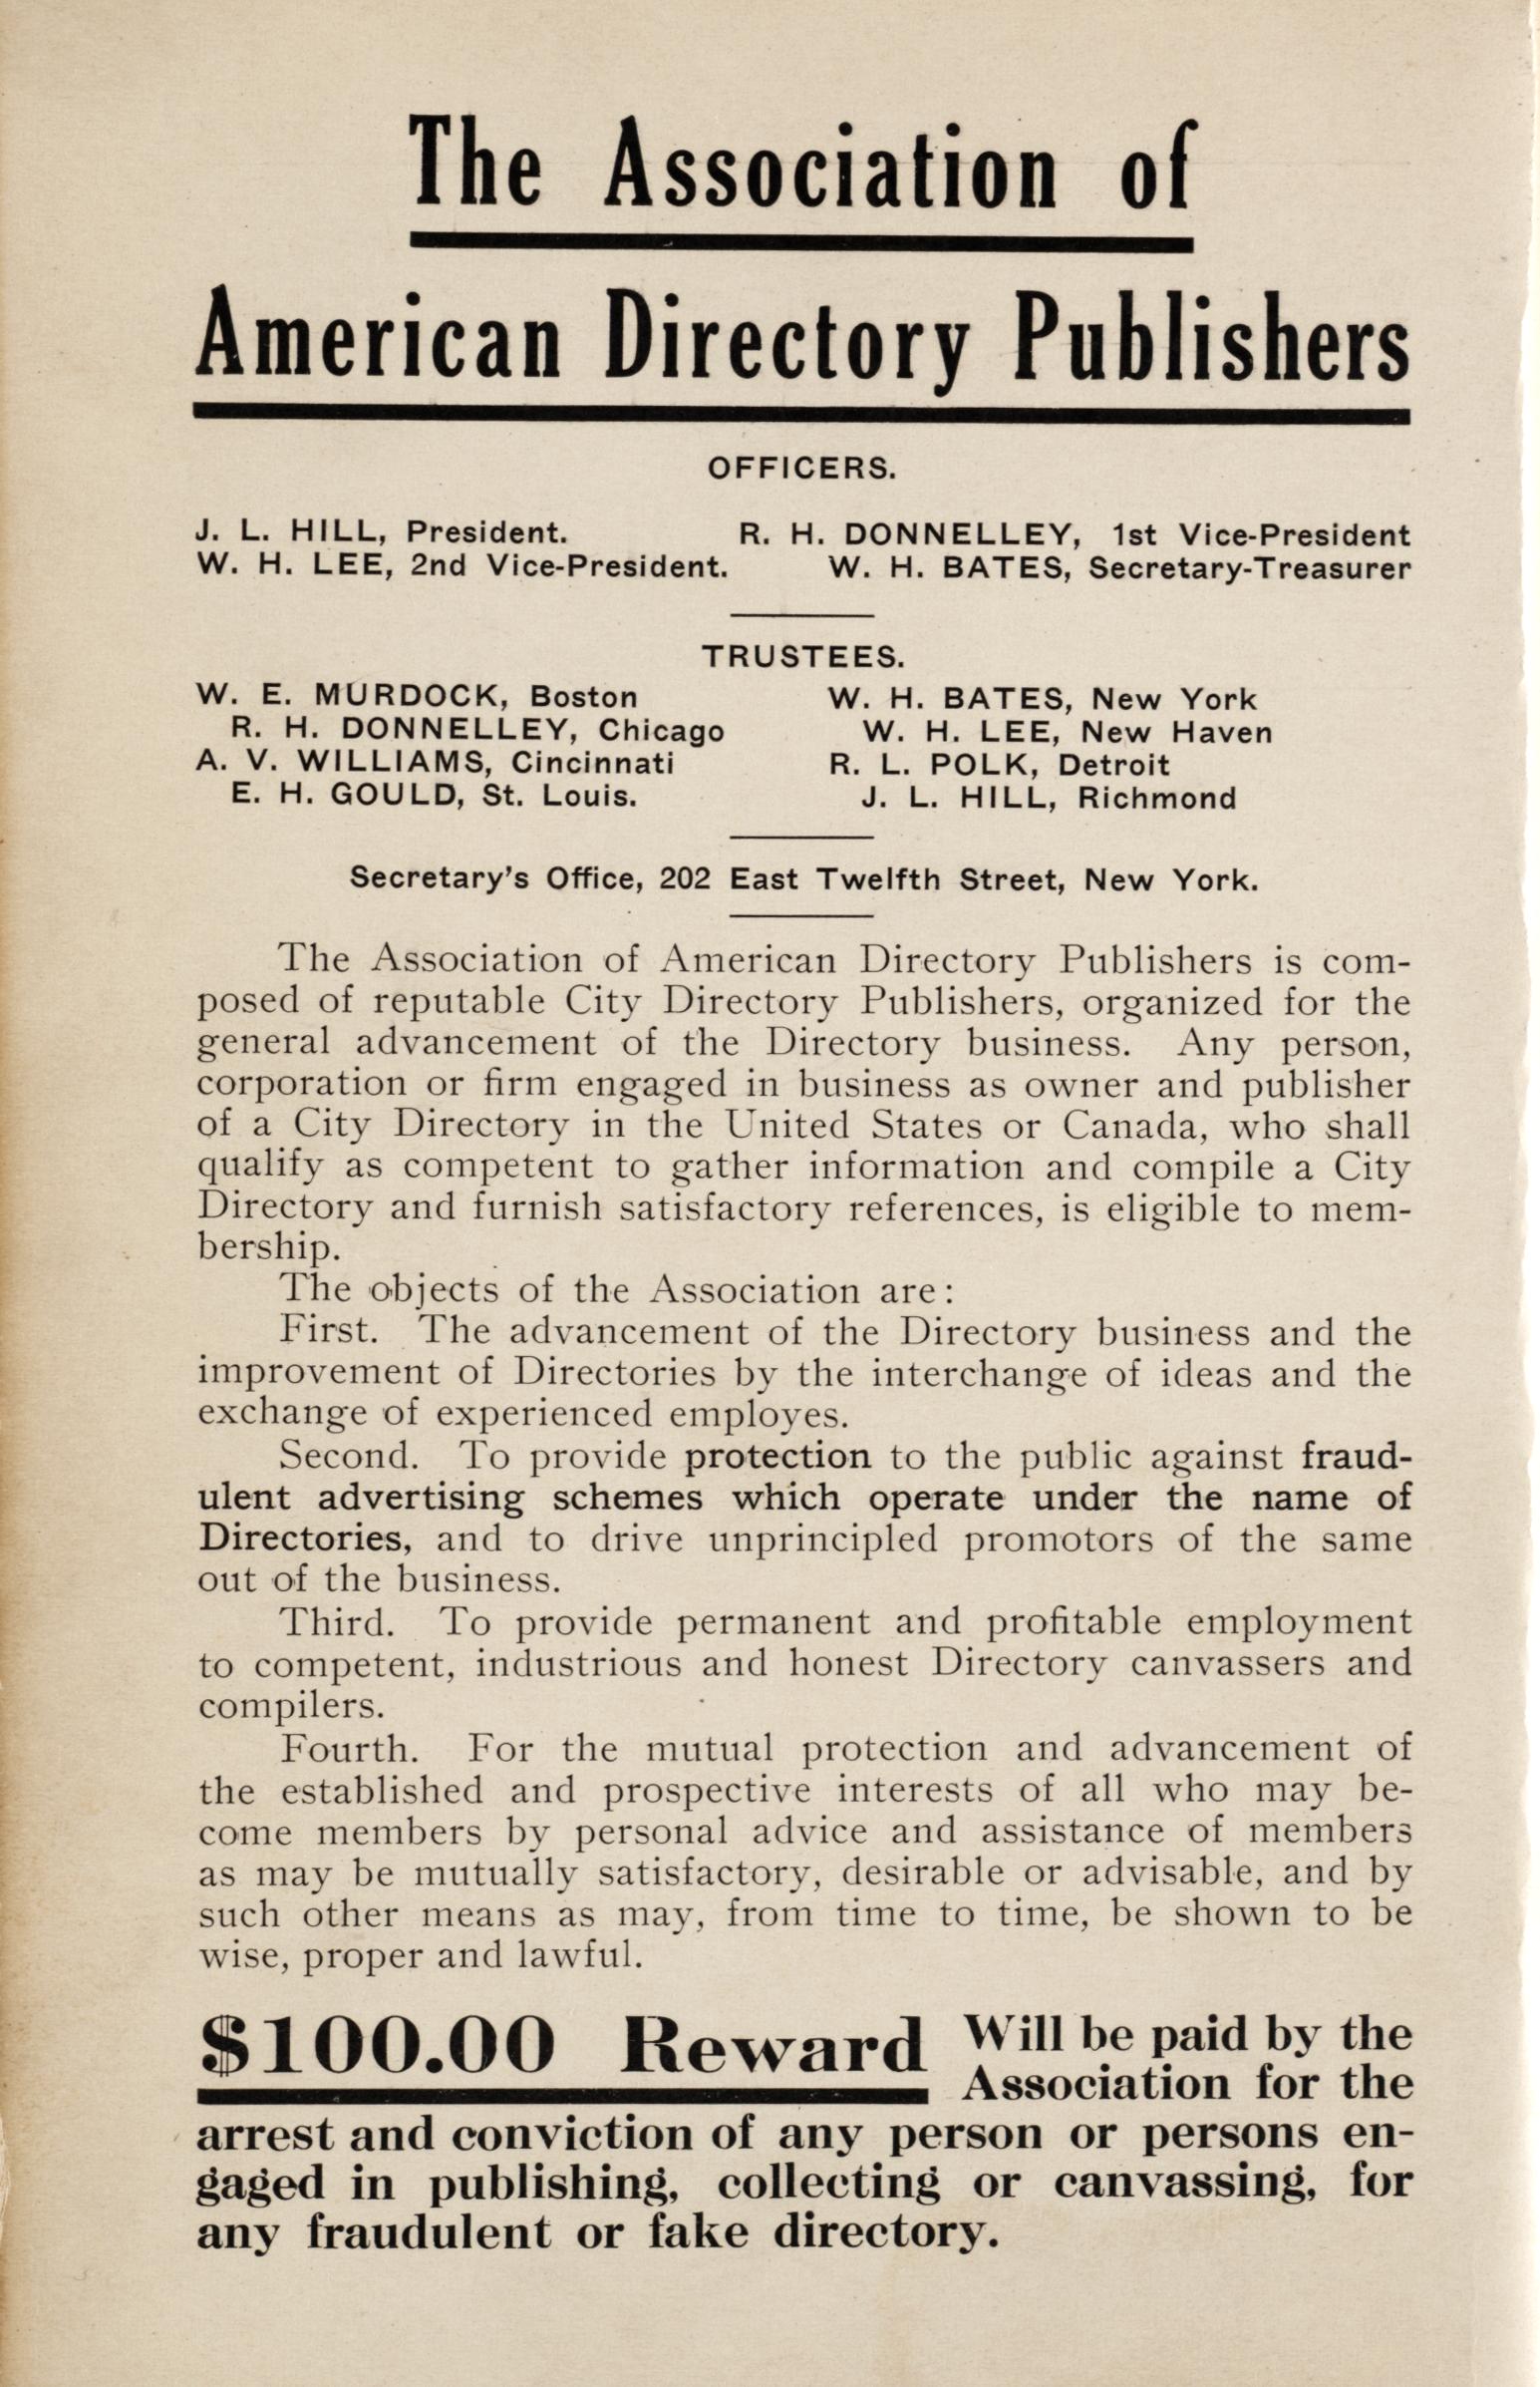 The Association of
American Directory Publishers
OFFICERS.
J. L. HILL, President. R. H. DONNELLEY, 1st Vice-President
W. H. LEE, 2nd Vice-President. W. H. BATES, Secretary-Treasurer
TRUSTEES.
W. E. MURDOCK, Boston W. H. BATES, New York
R. H. DONNELLEY, Chicago W. H. LEE, New Haven
A. V. WILLIAMS, Cincinnati R. L. POLK, Detroit
E. H. GOULD, St. Louis. J. L. HILL, Richmond
Secretary's Office, 202 East Twelfth Street, New York.
The Association of American Directory Publishers is com-
posed of reputable City Directory Publishers, organized for the
general advancement of the Directory business. Any person,
corporation or firm engaged in business as owner and publisher
of a City Directory in the United States or Canada, who shall
qualify as competent to gather information and compile a City
Directory and furnish satisfactory references, is eligible to mem-
bership.
The objects of the Association are:
First. The advancement of the Directory business and the
improvement of Directories by the interchange of ideas and the
exchange of experienced employes.
Second. To provide protection to the public against fraud-
ulent advertising schemes which operate under the name of
Directories, and to drive unprincipled promotors of the same
out of the business.
Third. To provide permanent and profitable employment
to competent, industrious and honest Directory canvassers and
compilers.
Fourth. For the mutual protection and advancement of
the established and prospective interests of all who may be-
come members by personal advice and assistance of members
as may be mutually satisfactory, desirable or advisable, and by
such other means as may, from time to time, be shown to be
wise, proper and lawful.
$100.00 Reward Will be paid by the
Association for the
arrest and conviction of any person or persons en-
gaged in publishing, collecting or canvassing, for
any fraudulent or fake directory.